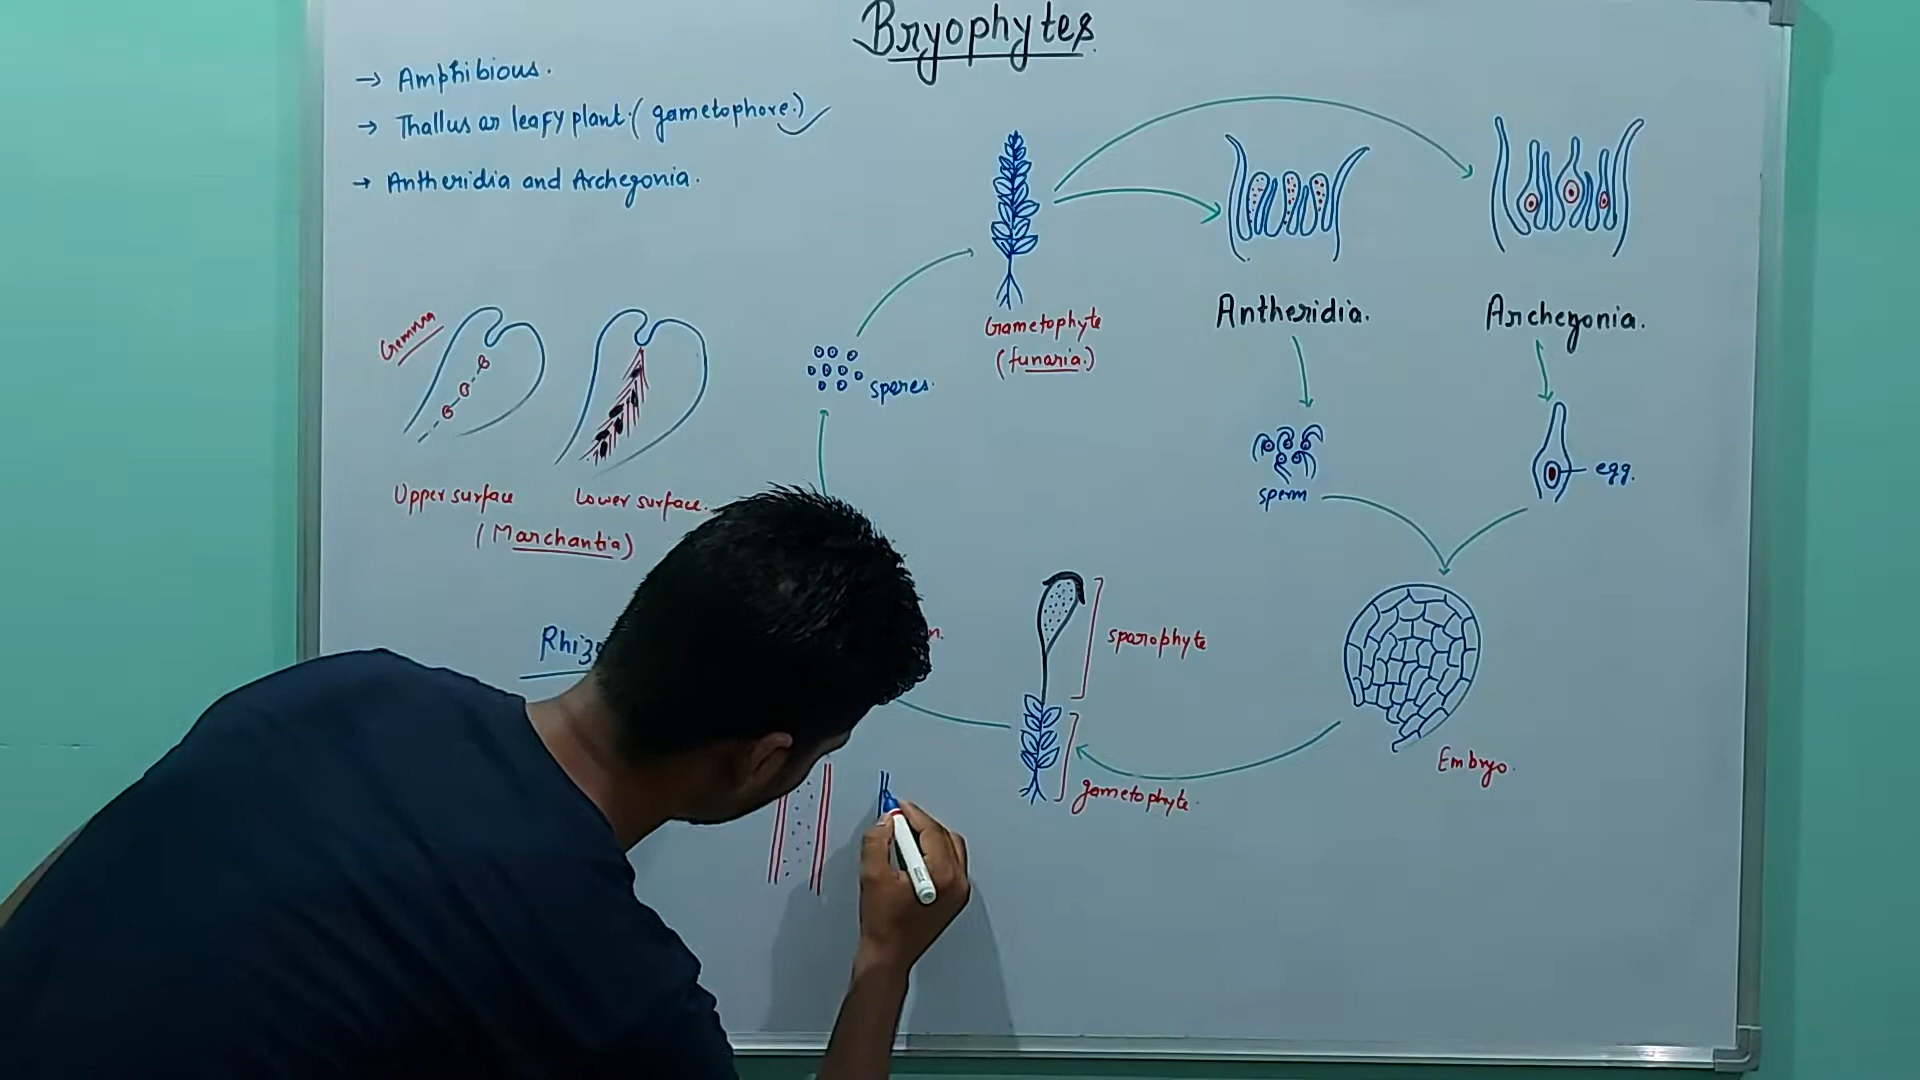 Bryophytes
→ Amphibious.
→ Thallus or leafy plant. (gametophore.)
→ Antheridia and Archegonia.
Gemma
Upper surface
Lower surface.
(Marchantia)
spores.
Gametophyte
(funaria.)
Antheridia.
Archegonia.
sperm
egg.
sporophyte
gametophyte.
Embryo.